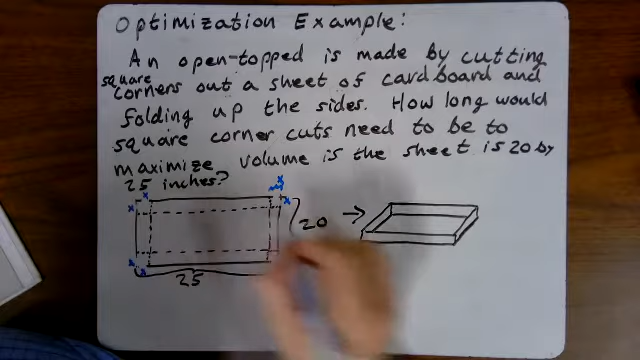 Optimization Example:
An open-topped is made by cutting
square
corners out a sheet of cardboard and
folding up the sides. How long would
square corner cuts need to be to
maximize volume is the sheet is 20 by
25 inches?
x
x
x
x
x
x
20
25